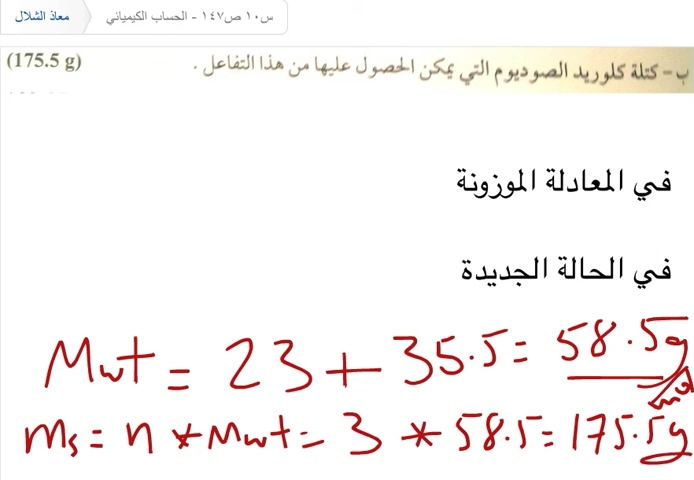 س١٠ ص١٤٧ - الحساب الكيميائي معاذ الشلال
ب - كتلة كلوريد الصوديوم التي يمكن الحصول عليها من هذا التفاعل . (175.5 g)
في المعادلة الموزونة
في الحالة الجديدة
Mwt = 23 + 35.5 = 58.5g
ms = n * Mwt = 3 * 58.5 = 175.5g